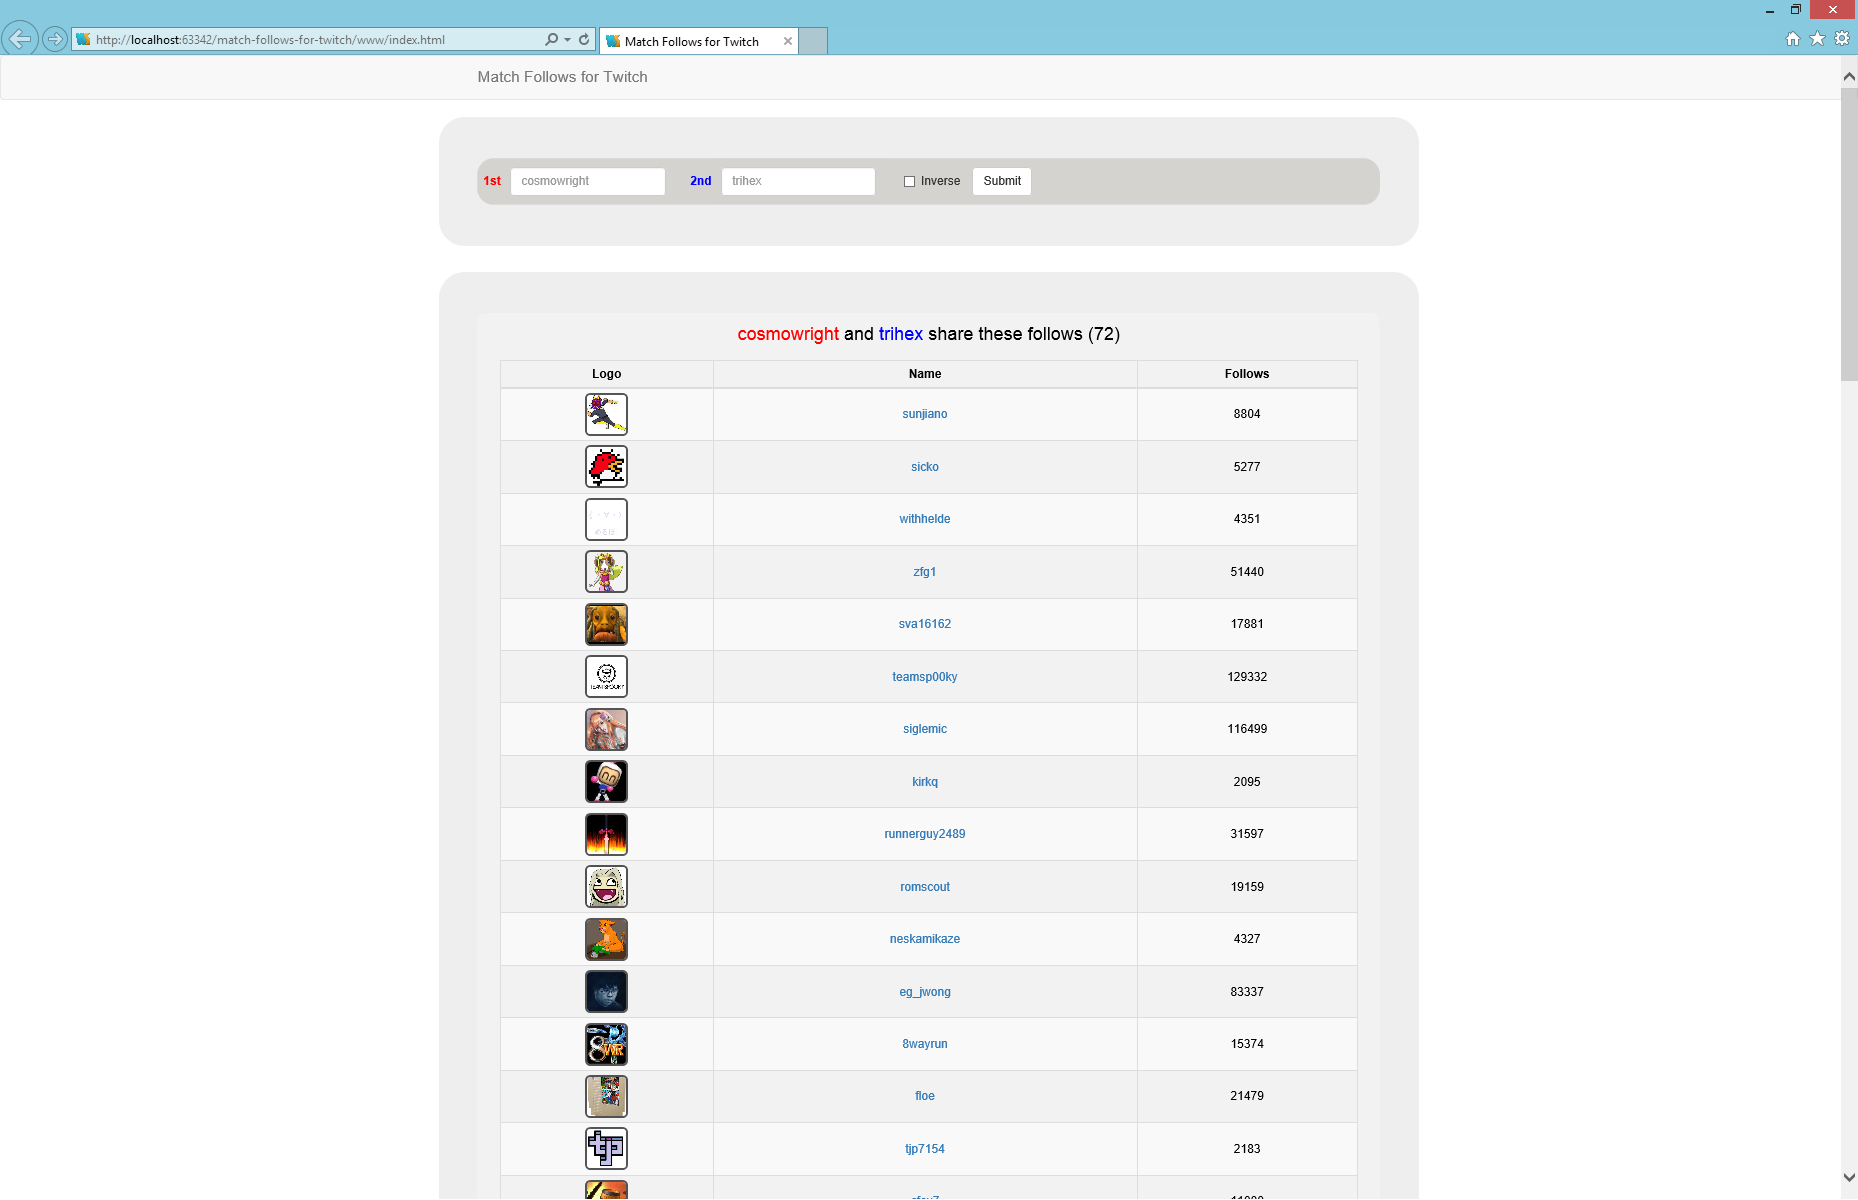 http://localhost:63342/match-follows-for-twitch/www/index.html
Match Follows for Twitch
Match Follows for Twitch
1st cosmowright 2nd trihex Inverse Submit
cosmowright and trihex share these follows (72)
Logo Name Follows
sunjiano 8804
sicko 5277
withhelde 4351
zfg1 51440
sva16162 17881
TEAM SPOOKY teamsp00ky 129332
siglemic 116499
kirkq 2095
runnerguy2489 31597
romscout 19159
neskamikaze 4327
eg_jwong 83337
8wayrun 15374
floe 21479
tjp tjp7154 2183